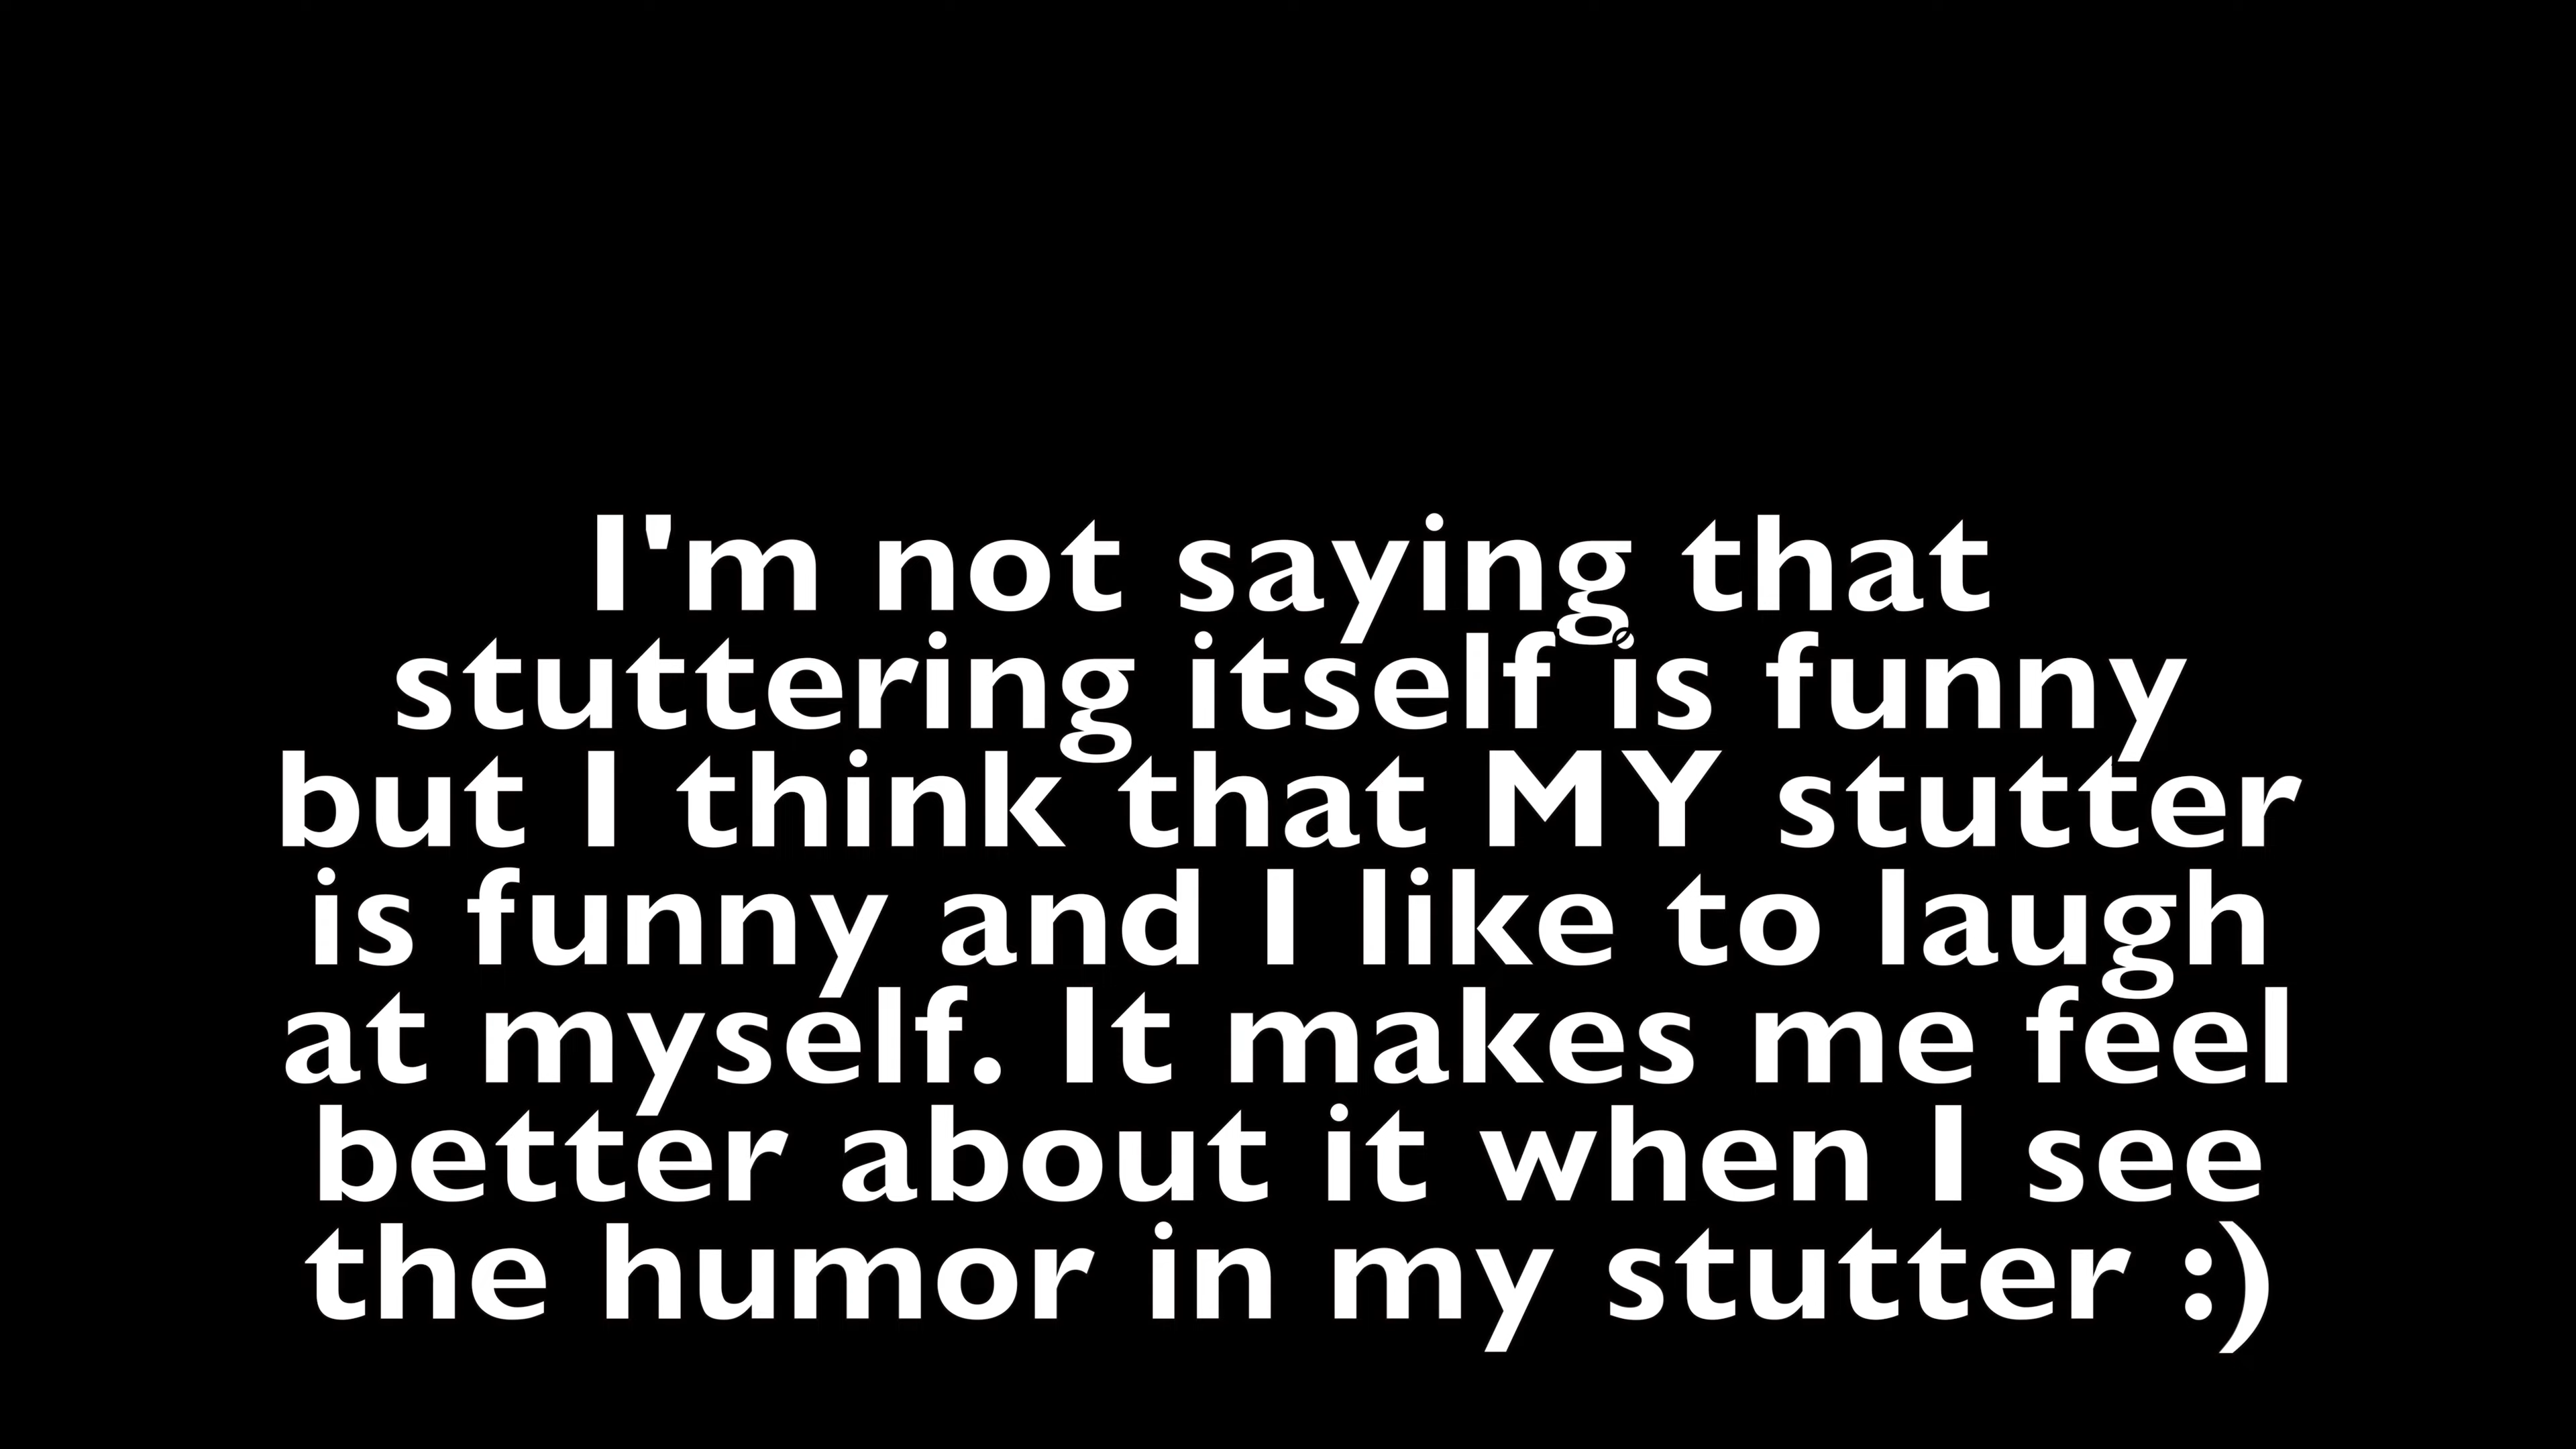 I'm not saying that
stuttering itself is funny
but I think that MY stutter
is funny and I like to laugh
at myself. It makes me feel
better about it when I see
the humor in my stutter :)